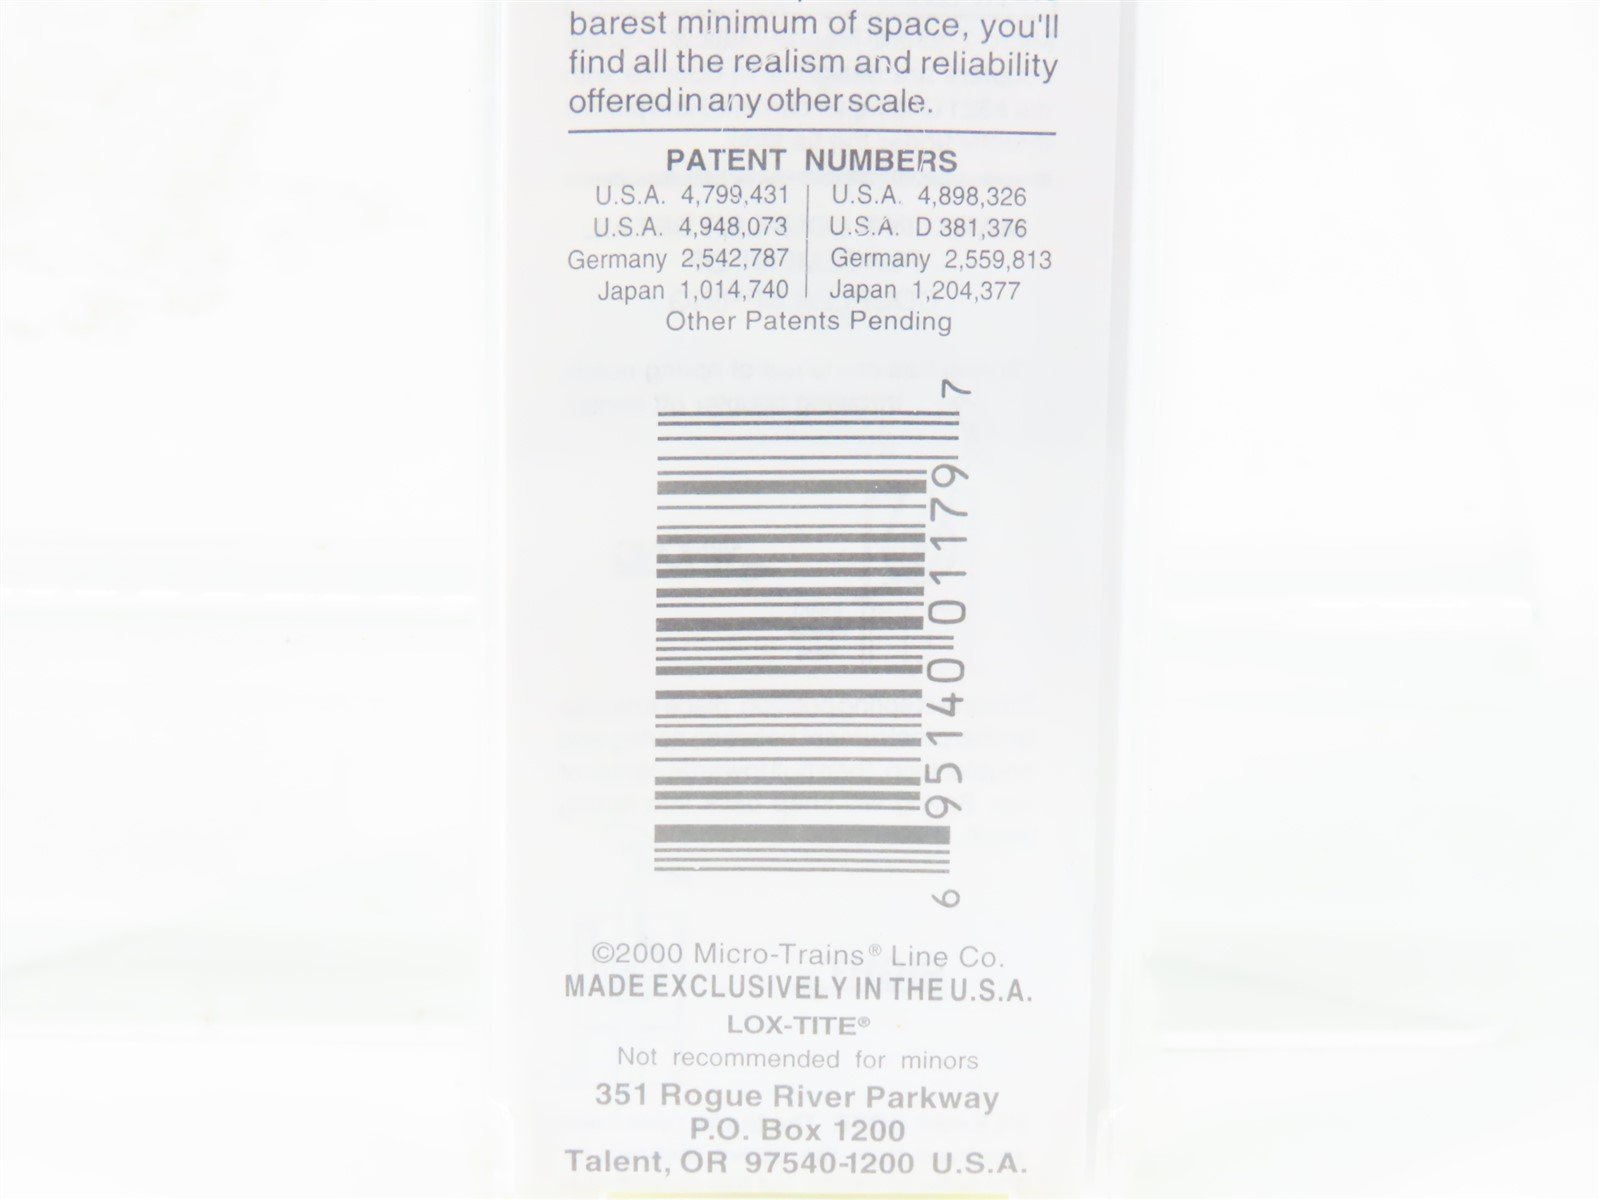 barest minimum of space, you'll
find all the realism and reliability
offered in any other scale.
PATENT NUMBERS
U.S.A. 4,799,431 | U.S.A. 4,898,326
U.S.A. 4,948,073 | U.S.A. D 381,376
Germany 2,542,787 | Germany 2,559,813
Japan 1,014,740 | Japan 1,204,377
Other Patents Pending
6 95140 01179 7
©2000 Micro-Trains® Line Co.
MADE EXCLUSIVELY IN THE U.S.A.
LOX-TITE®
Not recommended for minors
351 Rogue River Parkway
P.O. Box 1200
Talent, OR 97540-1200 U.S.A.